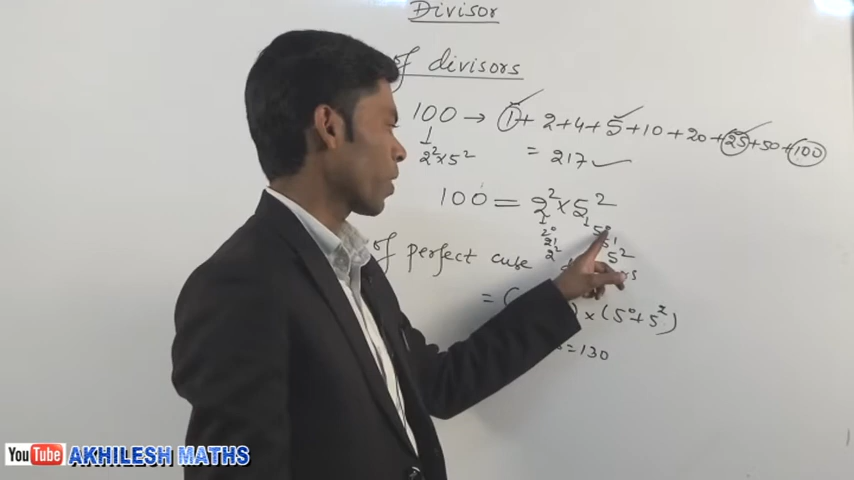 Divisor
of divisors
100 → 1 + 2 + 4 + 5 + 10 + 20 + 25 + 50 + 100
2² × 5²
= 217 ✓
100 = 2² × 5²
2⁰ 5⁰
2¹ 5¹
2² 5²
of perfect cube
= ( ) × (5⁰ + 5²)
= 130
YouTube AKHILESH MATHS